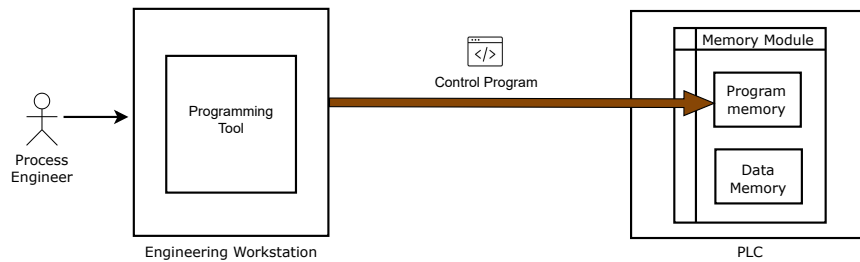 Process
Engineer
Programming
Tool
Engineering Workstation
</>
Control Program
Memory Module
Program
memory
Data
Memory
PLC